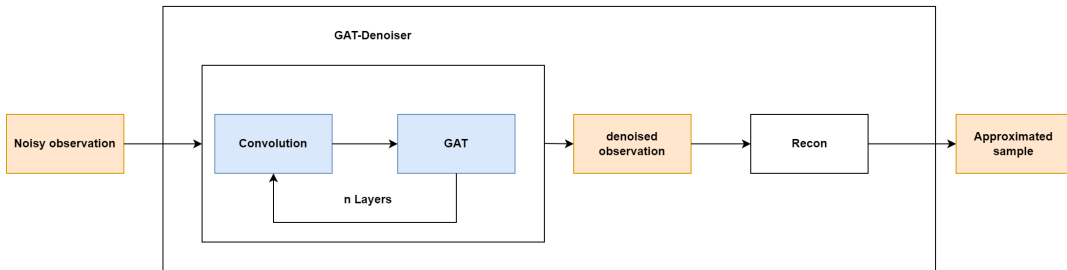 GAT-Denoiser
Noisy observation
Convolution
GAT
n Layers
denoised
observation
Recon
Approximated
sample